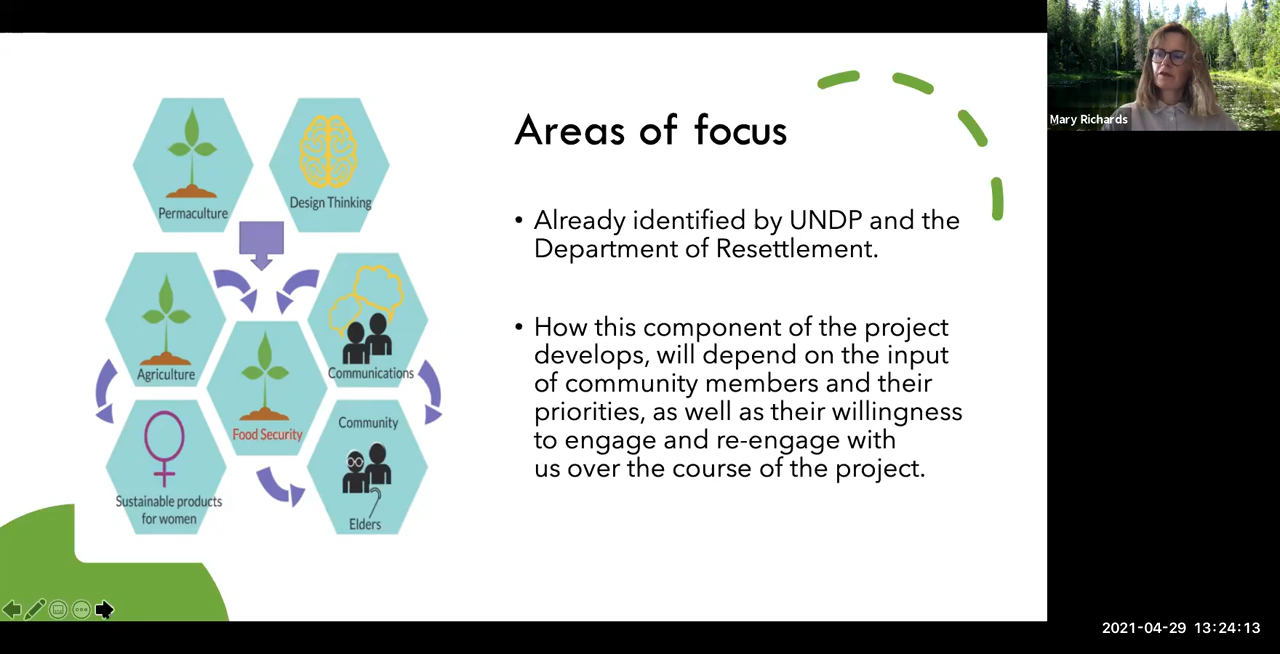 Permaculture
Design Thinking
Agriculture
Communications
Food Security
Sustainable products
for women
Community
Elders
Areas of focus
• Already identified by UNDP and the
Department of Resettlement.
• How this component of the project
develops, will depend on the input
of community members and their
priorities, as well as their willingness
to engage and re-engage with
us over the course of the project.
Mary Richards
2021-04-29 13:24:13